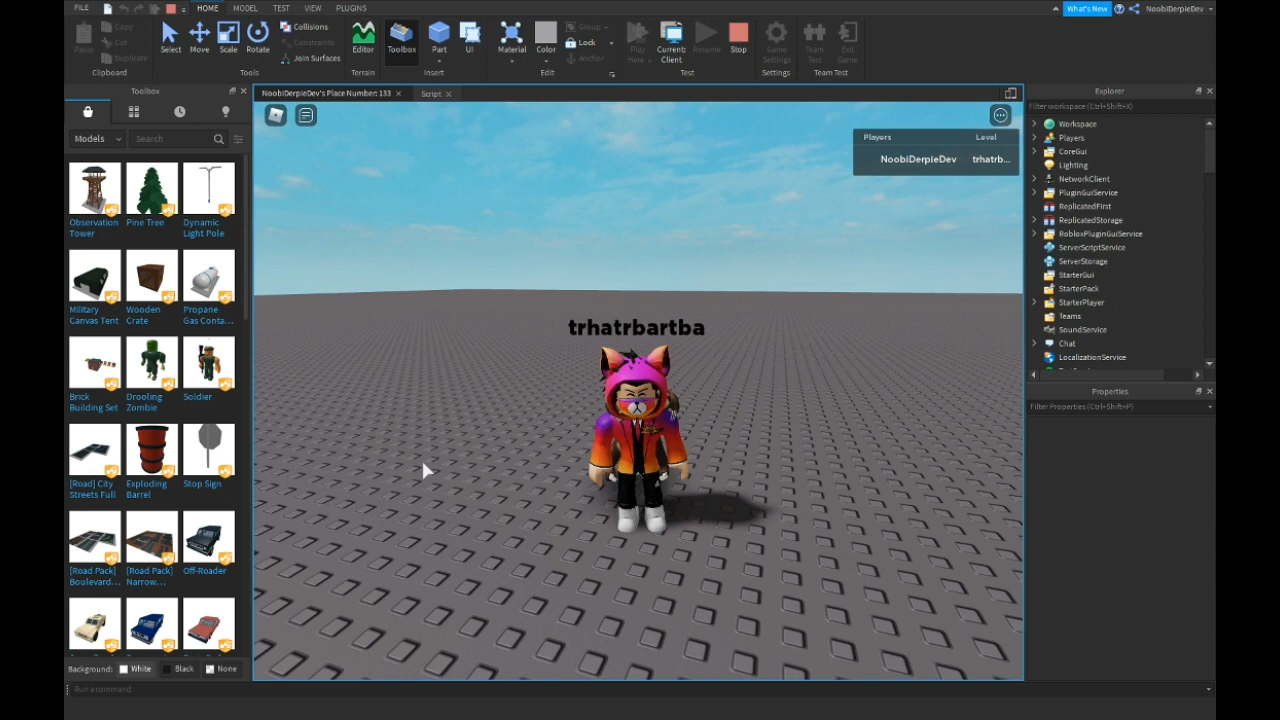 FILE
HOME
MODEL
TEST
VIEW
PLUGINS
What's New
NoobiDerpieDev
Paste
Copy
Cut
Duplicate
Clipboard
Select
Move
Scale
Rotate
Collisions
Constraints
Join Surfaces
Tools
Editor
Terrain
Toolbox
Part
UI
Insert
Material
Color
Group
Lock
Anchor
Edit
Play Here
Current: Client
Resume
Stop
Test
Game Settings
Settings
Team Test
Exit Game
Team Test
Toolbox
Models
Search
Observation Tower
Pine Tree
Dynamic Light Pole
Military Canvas Tent
Wooden Crate
Propane Gas Conta...
Brick Building Set
Drooling Zombie
Soldier
[Road] City Streets Full
Exploding Barrel
Stop Sign
[Road Pack] Boulevard...
[Road Pack] Narrow...
Off-Roader
Background:
White
Black
None
Run a command
NoobiDerpieDev's Place Number: 133
Script
Players
Level
NoobiDerpieDev
trhatrb...
trhatrbartba
Explorer
Filter workspace (Ctrl+Shift+X)
Workspace
Players
CoreGui
Lighting
NetworkClient
PluginGuiService
ReplicatedFirst
ReplicatedStorage
RobloxPluginGuiService
ServerScriptService
ServerStorage
StarterGui
StarterPack
StarterPlayer
Teams
SoundService
Chat
LocalizationService
Properties
Filter Properties (Ctrl+Shift+P)